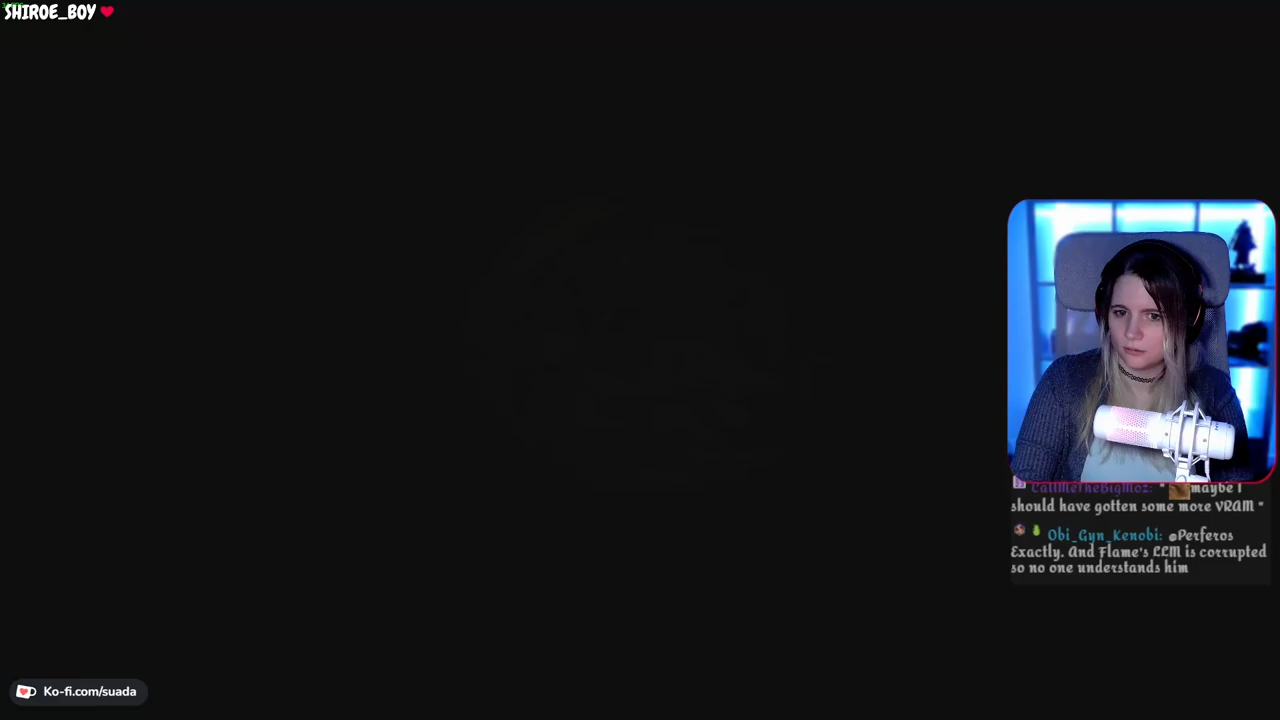 SHIROE_BOY
CallMeTheBigMoz: " maybe I
should have gotten some more VRAM "
Obi_Gyn_Kenobi: @Perferos
Exactly. And Flame's LLM is corrupted
so no one understands him
Ko-fi.com/suada